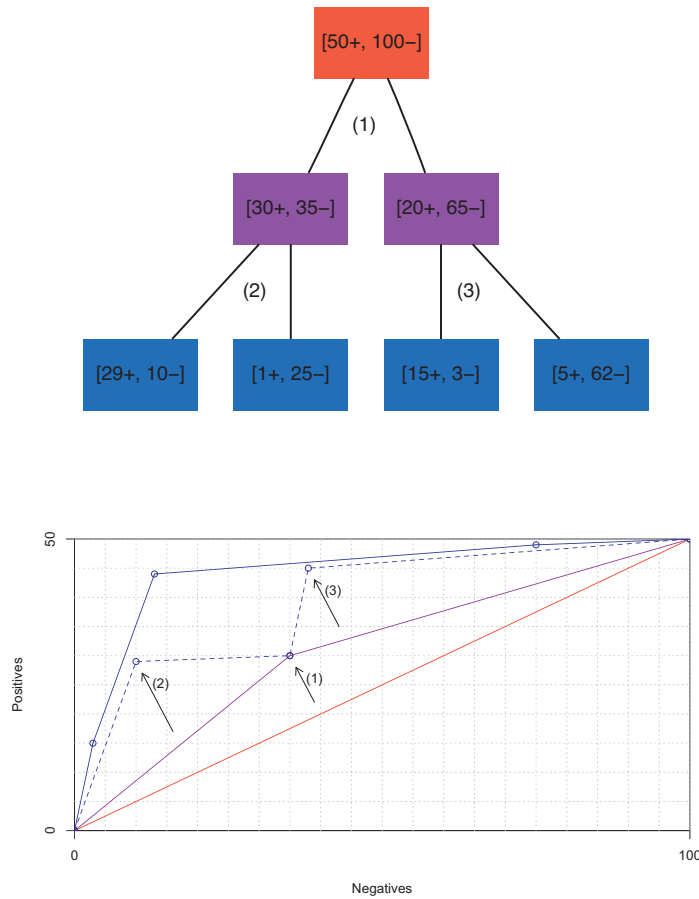 [50+, 100−]
(1)
[30+, 35−] [20+, 65−]
(2) (3)
[29+, 10−] [1+, 25−] [15+, 3−] [5+, 62−]
50
(3)
(2)
(1)
Positives
0
0 100
Negatives